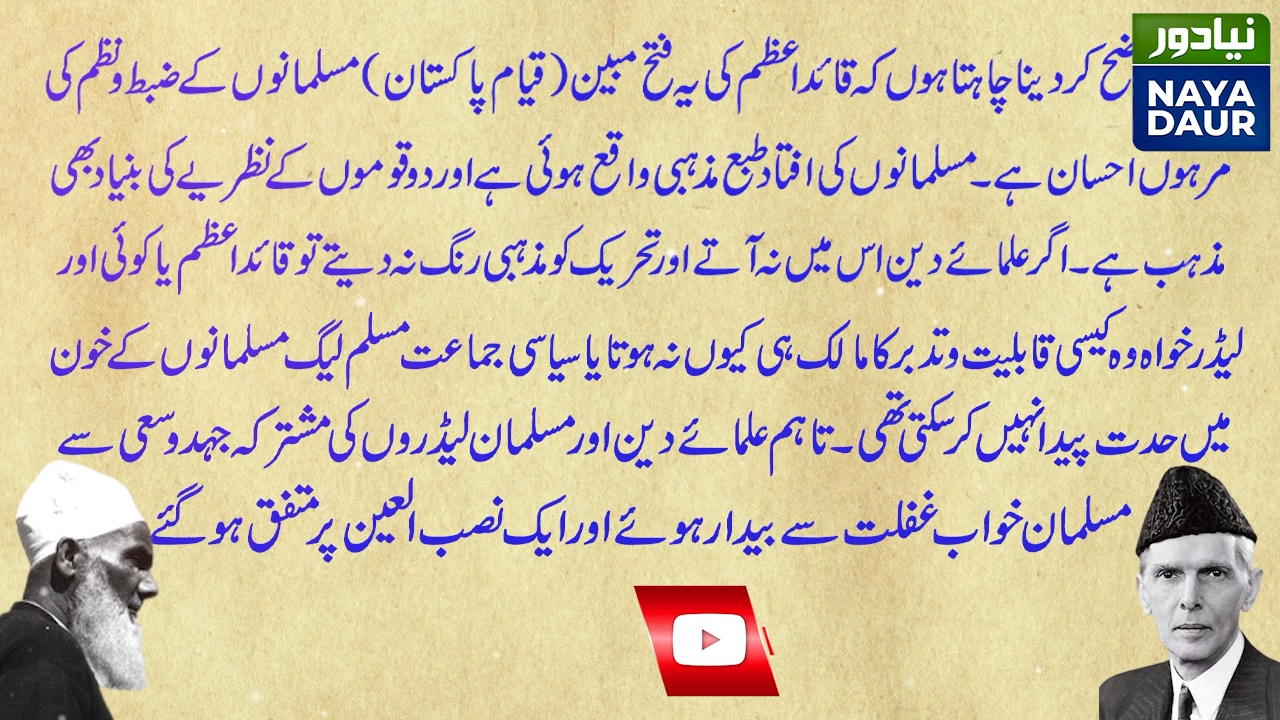 کر دینا چاہتا ہوں کہ قائد اعظم کی یہ فتح مبین (قیام پاکستان) مسلمانوں کے ضبط و نظم کی
مرہوں احسان ہے۔ مسلمانوں کی افتاد طبع مذہبی واقع ہوئی ہے اور دو قوموں کے نظریے کی بنیاد بھی
مذہب ہے۔ اگر علمائے دین اس میں نہ آتے اور تحریک کو مذہبی رنگ نہ دیتے تو قائد اعظم یا کوئی اور
لیڈر خواہ وہ کیسی قابلیت و تدبر کا مالک ہی کیوں نہ ہوتا یا سیاسی جماعت مسلم لیگ مسلمانوں کے خون
میں حدت پیدا نہیں کر سکتی تھی۔ تاہم علمائے دین اور مسلمان لیڈروں کی مشترکہ جہد و سعی سے
مسلمان خواب غفلت سے بیدار ہوئے اور ایک نصب العین پر متفق ہو گئے
نیا دور
NAYA
DAUR